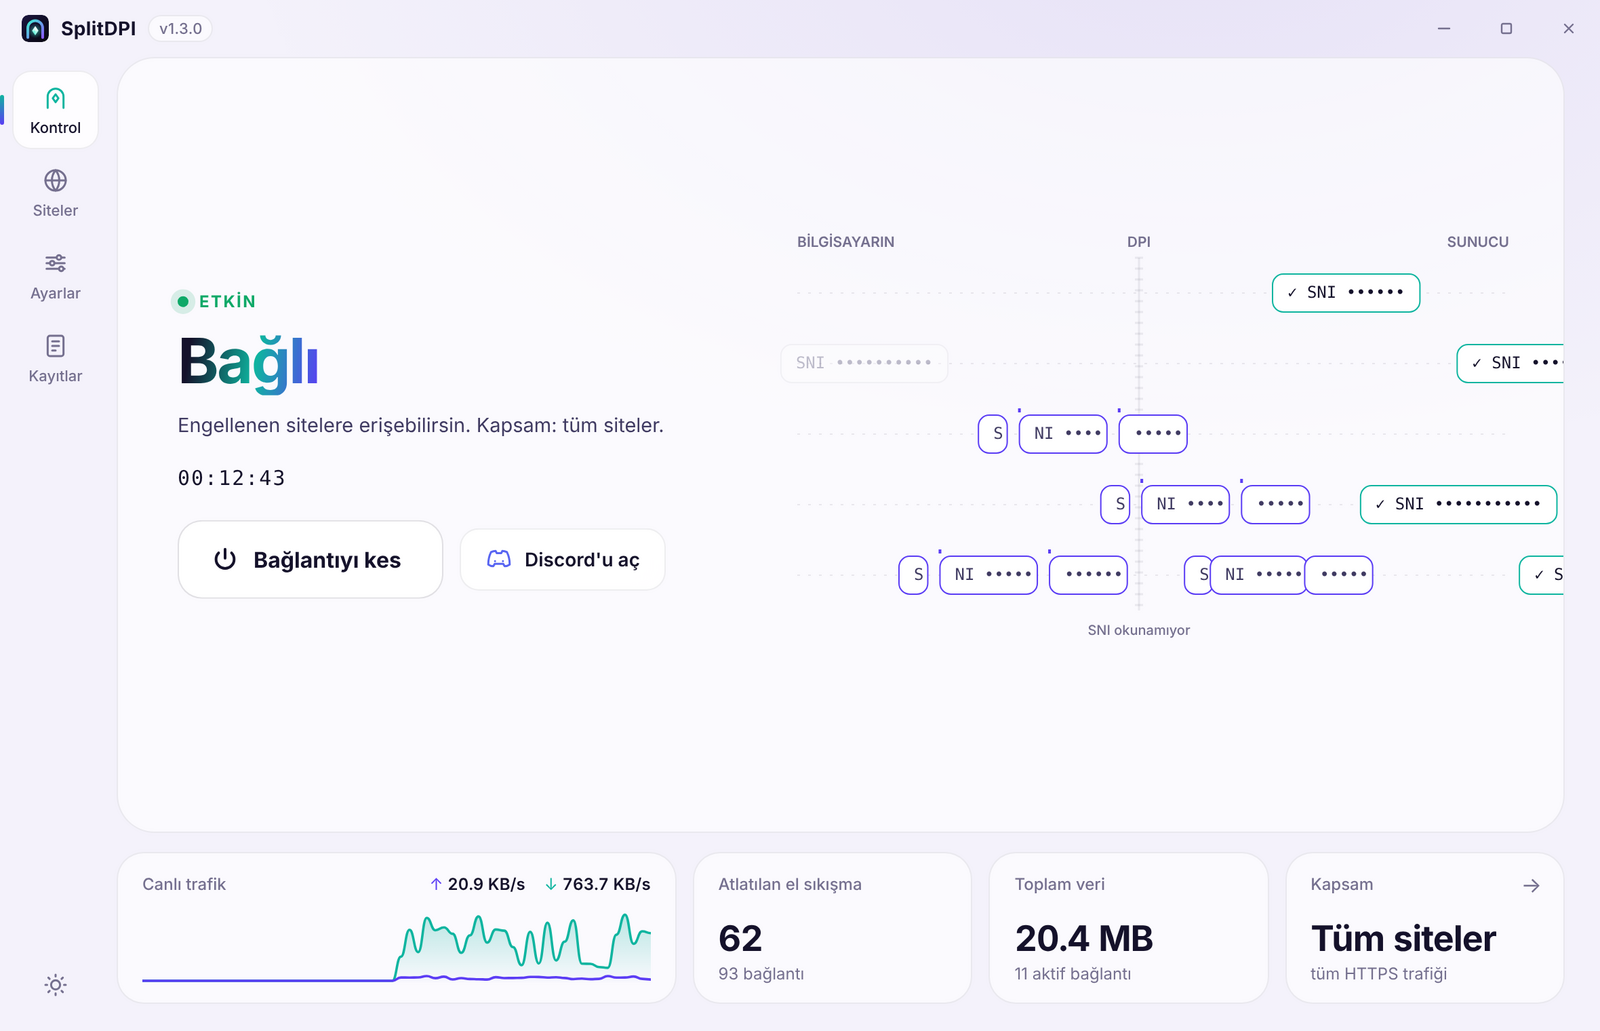 SplitDPI v1.3.0
Kontrol
Siteler
Ayarlar
Kayıtlar
ETKİN
Bağlı
Engellenen sitelere erişebilirsin. Kapsam: tüm siteler.
00:12:43
Bağlantıyı kes
Discord'u aç
BİLGİSAYARIN DPI SUNUCU
✓ SNI ••••••
SNI •••••••••• ✓ SNI ••••
S NI •••• •••••
S NI •••• ••••• ✓ SNI •••••••••••
S NI ••••• •••••• S NI ••••• ••••• ✓ S
SNI okunamıyor
Canlı trafik ↑ 20.9 KB/s ↓ 763.7 KB/s
Atlatılan el sıkışma
62
93 bağlantı
Toplam veri
20.4 MB
11 aktif bağlantı
Kapsam →
Tüm siteler
tüm HTTPS trafiği